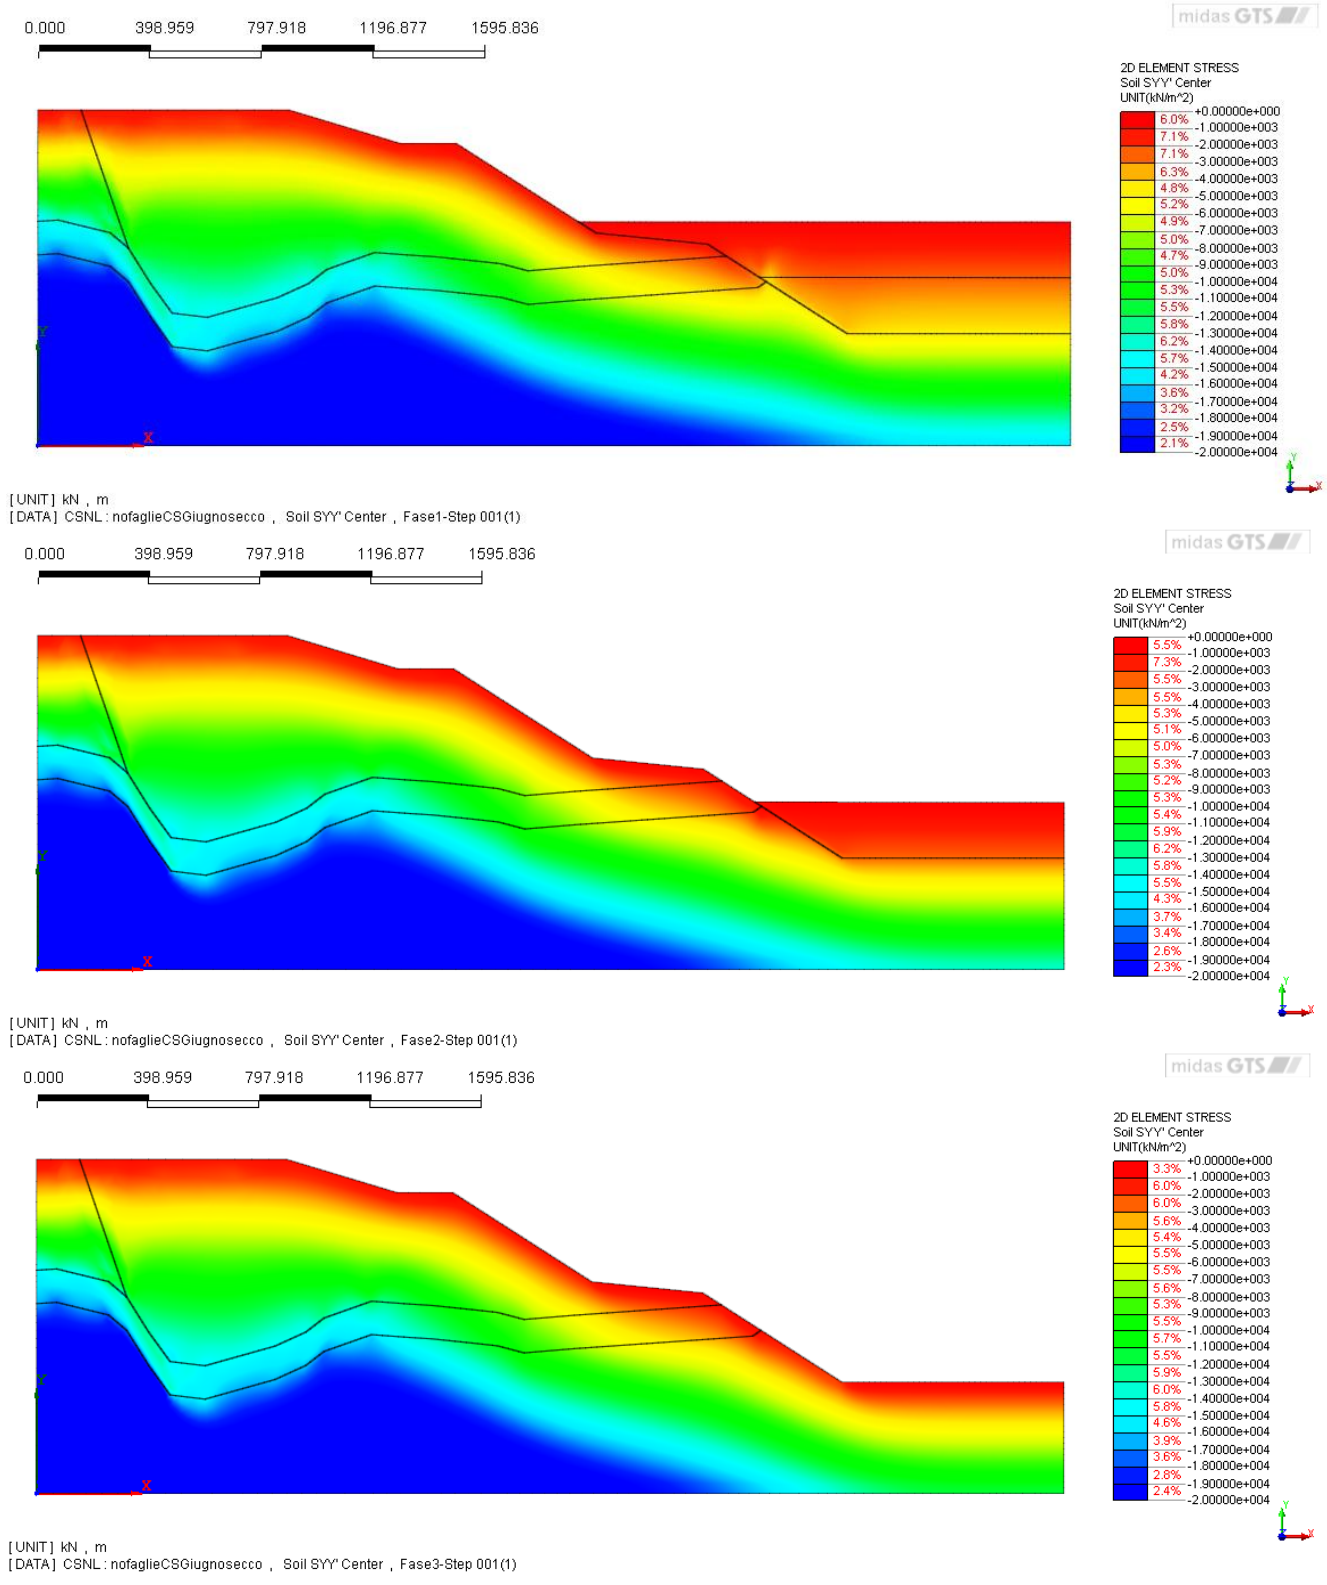 midas GTS
0.000 398.959 797.918 1196.877 1595.836
2D ELEMENT STRESS
Soil SYY' Center
UNIT(kN/m^2)
+0.00000e+000
6.0%
-1.00000e+003
7.1%
-2.00000e+003
7.1%
-3.00000e+003
6.3%
-4.00000e+003
4.8%
-5.00000e+003
5.2%
-6.00000e+003
4.9%
-7.00000e+003
5.0%
-8.00000e+003
4.7%
-9.00000e+003
5.0%
-1.00000e+004
5.3%
-1.10000e+004
5.5%
-1.20000e+004
5.8%
-1.30000e+004
6.2%
-1.40000e+004
5.7%
-1.50000e+004
4.2%
-1.60000e+004
3.6%
-1.70000e+004
3.2%
-1.80000e+004
2.5%
-1.90000e+004
2.1%
-2.00000e+004
Y
X
Y
Z
X
[UNIT] kN , m
[DATA] CSNL : nofaglieCSGiugnosecco , Soil SYY' Center , Fase1-Step 001(1)
midas GTS
0.000 398.959 797.918 1196.877 1595.836
2D ELEMENT STRESS
Soil SYY' Center
UNIT(kN/m^2)
+0.00000e+000
5.5%
-1.00000e+003
7.3%
-2.00000e+003
5.5%
-3.00000e+003
5.5%
-4.00000e+003
5.3%
-5.00000e+003
5.1%
-6.00000e+003
5.0%
-7.00000e+003
5.3%
-8.00000e+003
5.2%
-9.00000e+003
5.3%
-1.00000e+004
5.4%
-1.10000e+004
5.9%
-1.20000e+004
6.2%
-1.30000e+004
5.8%
-1.40000e+004
5.5%
-1.50000e+004
4.3%
-1.60000e+004
3.7%
-1.70000e+004
3.4%
-1.80000e+004
2.6%
-1.90000e+004
2.3%
-2.00000e+004
Y
X
Y
Z
X
[UNIT] kN , m
[DATA] CSNL : nofaglieCSGiugnosecco , Soil SYY' Center , Fase2-Step 001(1)
midas GTS
0.000 398.959 797.918 1196.877 1595.836
2D ELEMENT STRESS
Soil SYY' Center
UNIT(kN/m^2)
+0.00000e+000
3.3%
-1.00000e+003
6.0%
-2.00000e+003
6.0%
-3.00000e+003
5.6%
-4.00000e+003
5.4%
-5.00000e+003
5.5%
-6.00000e+003
5.5%
-7.00000e+003
5.6%
-8.00000e+003
5.3%
-9.00000e+003
5.5%
-1.00000e+004
5.7%
-1.10000e+004
5.5%
-1.20000e+004
5.9%
-1.30000e+004
6.0%
-1.40000e+004
5.8%
-1.50000e+004
4.6%
-1.60000e+004
3.9%
-1.70000e+004
3.6%
-1.80000e+004
2.8%
-1.90000e+004
2.4%
-2.00000e+004
Y
X
Y
Z
X
[UNIT] kN , m
[DATA] CSNL : nofaglieCSGiugnosecco , Soil SYY' Center , Fase3-Step 001(1)